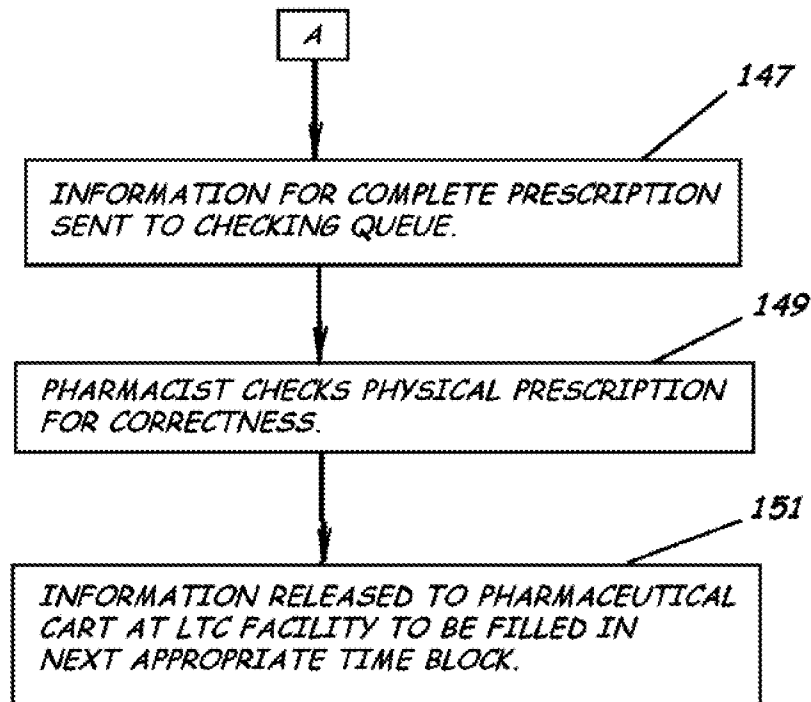 A
147
INFORMATION FOR COMPLETE PRESCRIPTION
SENT TO CHECKING QUEUE.
149
PHARMACIST CHECKS PHYSICAL PRESCRIPTION
FOR CORRECTNESS.
151
INFORMATION RELEASED TO PHARMACEUTICAL
CART AT LTC FACILITY TO BE FILLED IN
NEXT APPROPRIATE TIME BLOCK.